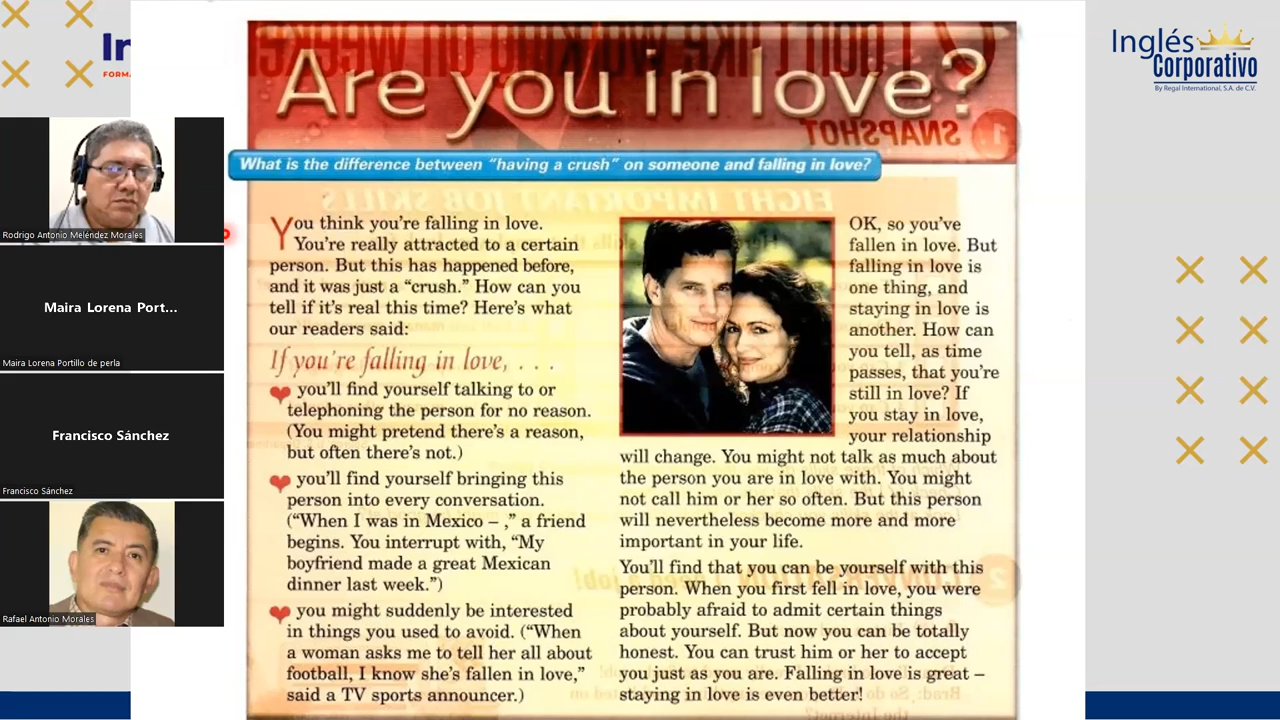 In
FORMA
Inglés
Corporativo
By Regal International, S.A. de C.V.
Rodrigo Antonio Meléndez Morales
Maira Lorena Port...
Maira Lorena Portillo de perla
Francisco Sánchez
Francisco Sánchez
Rafael Antonio Morales
Are you in love?
1 SNAPSHOT
What is the difference between "having a crush" on someone and falling in love?
EIGHT IMPORTANT JOB SKILLS
You think you're falling in love.
You're really attracted to a certain
person. But this has happened before,
and it was just a "crush." How can you
tell if it's real this time? Here's what
our readers said:
If you're falling in love, . . .
you'll find yourself talking to or
telephoning the person for no reason.
(You might pretend there's a reason,
but often there's not.)
you'll find yourself bringing this
person into every conversation.
("When I was in Mexico – ," a friend
begins. You interrupt with, "My
boyfriend made a great Mexican
dinner last week.")
you might suddenly be interested
in things you used to avoid. ("When
a woman asks me to tell her all about
football, I know she's fallen in love,"
said a TV sports announcer.)
OK, so you've
fallen in love. But
falling in love is
one thing, and
staying in love is
another. How can
you tell, as time
passes, that you're
still in love? If
you stay in love,
your relationship
will change. You might not talk as much about
the person you are in love with. You might
not call him or her so often. But this person
will nevertheless become more and more
important in your life.
You'll find that you can be yourself with this
person. When you first fell in love, you were
probably afraid to admit certain things
about yourself. But now you can be totally
honest. You can trust him or her to accept
you just as you are. Falling in love is great –
staying in love is even better!